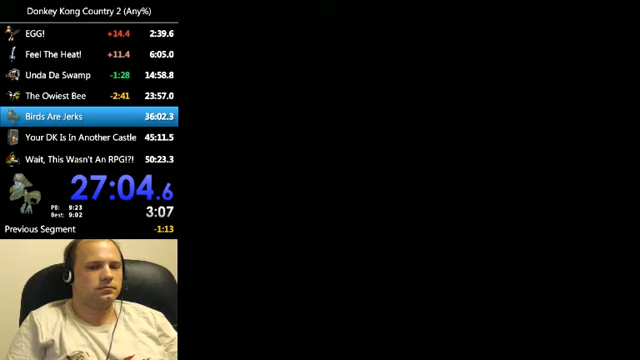 Donkey Kong Country 2 (Any%)
EGG! +14.4 2:39.6
Feel The Heat! +11.4 6:05.0
Unda Da Swamp -1:28 14:58.8
The Owiest Bee -2:41 23:57.0
Birds Are Jerks 36:02.3
Your DK Is In Another Castle 45:11.5
Wait, This Wasn't An RPG!?! 50:23.3
27:04.6
PB: 9:23
Best: 9:02
3:07
Previous Segment -1:13